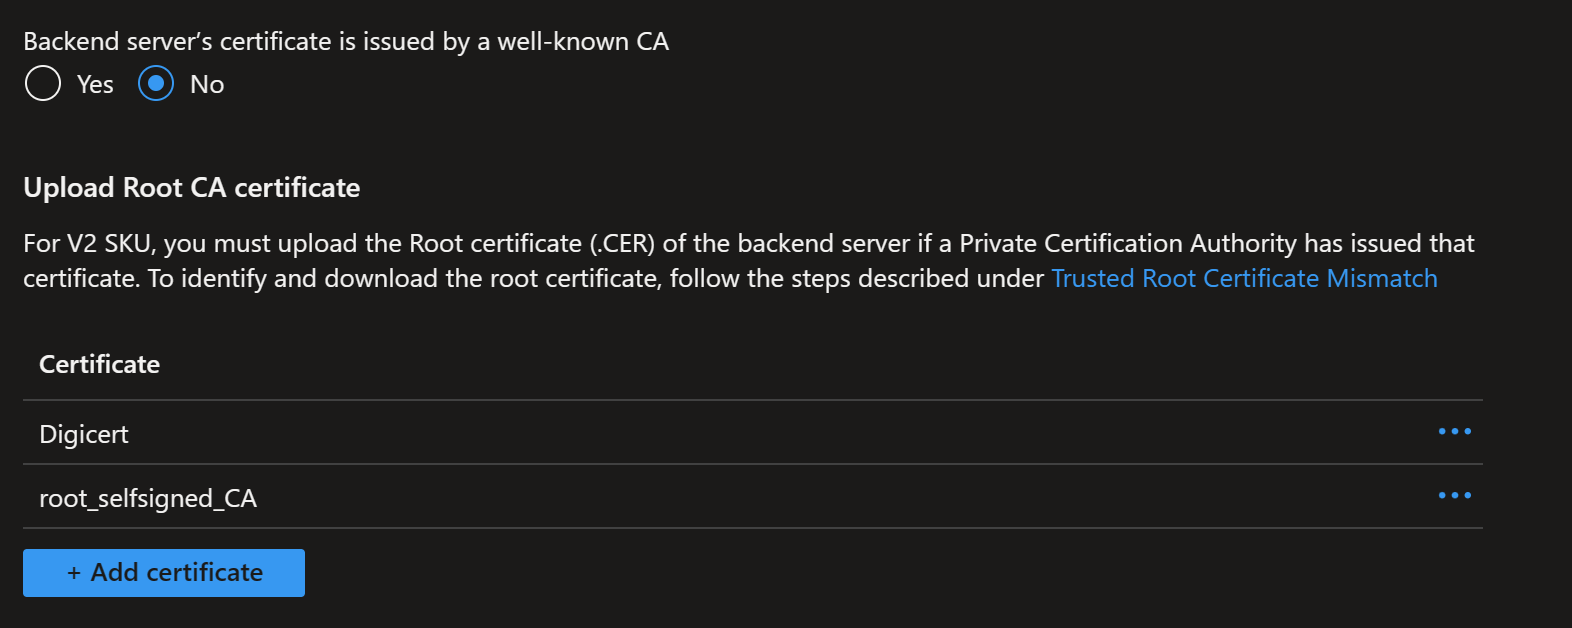 Backend server’s certificate is issued by a well-known CA
Yes No
Upload Root CA certificate
For V2 SKU, you must upload the Root certificate (.CER) of the backend server if a Private Certification Authority has issued that
certificate. To identify and download the root certificate, follow the steps described under Trusted Root Certificate Mismatch
Certificate
Digicert
root_selfsigned_CA
+ Add certificate